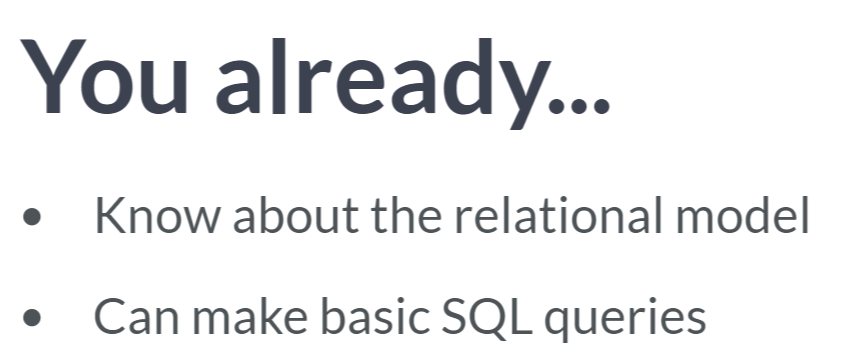 You already...
• Know about the relational model
• Can make basic SQL queries